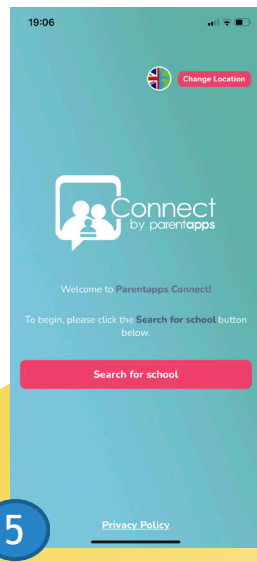 19:06
Change Location
Connect
by parentapps
Welcome to Parentapps Connect!
To begin, please click the Search for school button
below.
Search for school
5
Privacy Policy